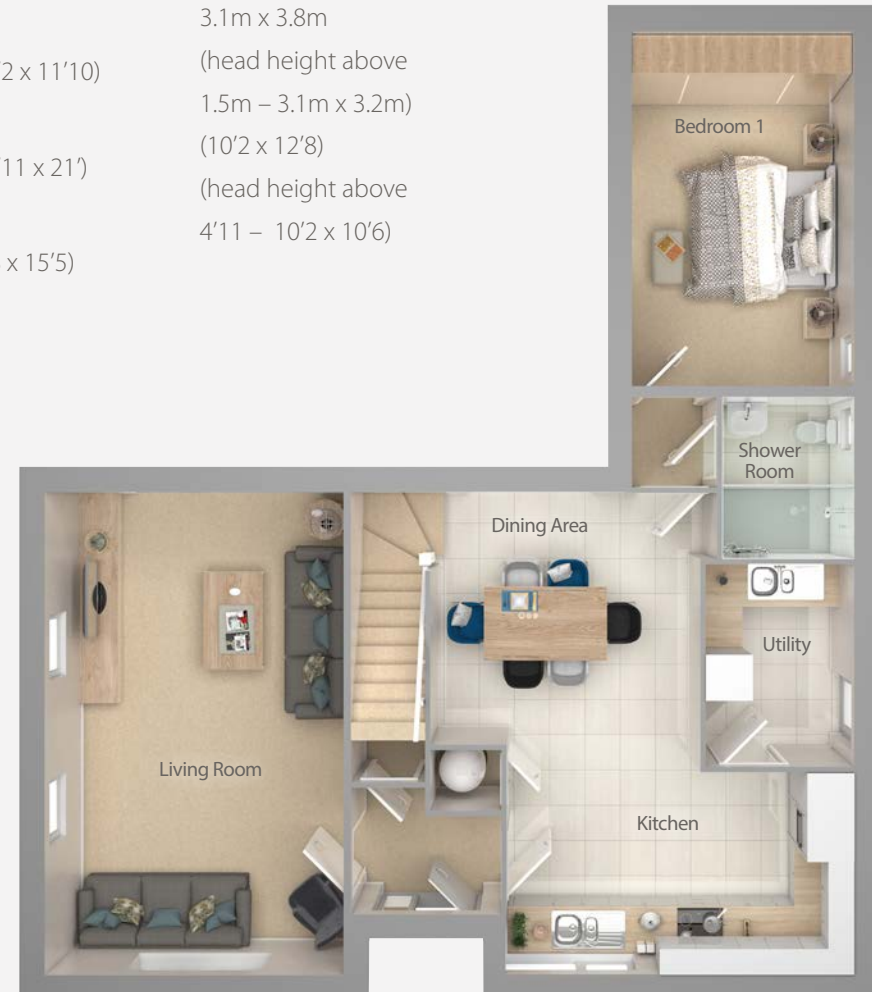 '2 x 11'10)
'11 x 21')
x 15'5)
3.1m x 3.8m
(head height above
1.5m – 3.1m x 3.2m)
(10'2 x 12'8)
(head height above
4'11 – 10'2 x 10'6)
Bedroom 1
Shower
Room
Dining Area
Utility
Living Room
Kitchen